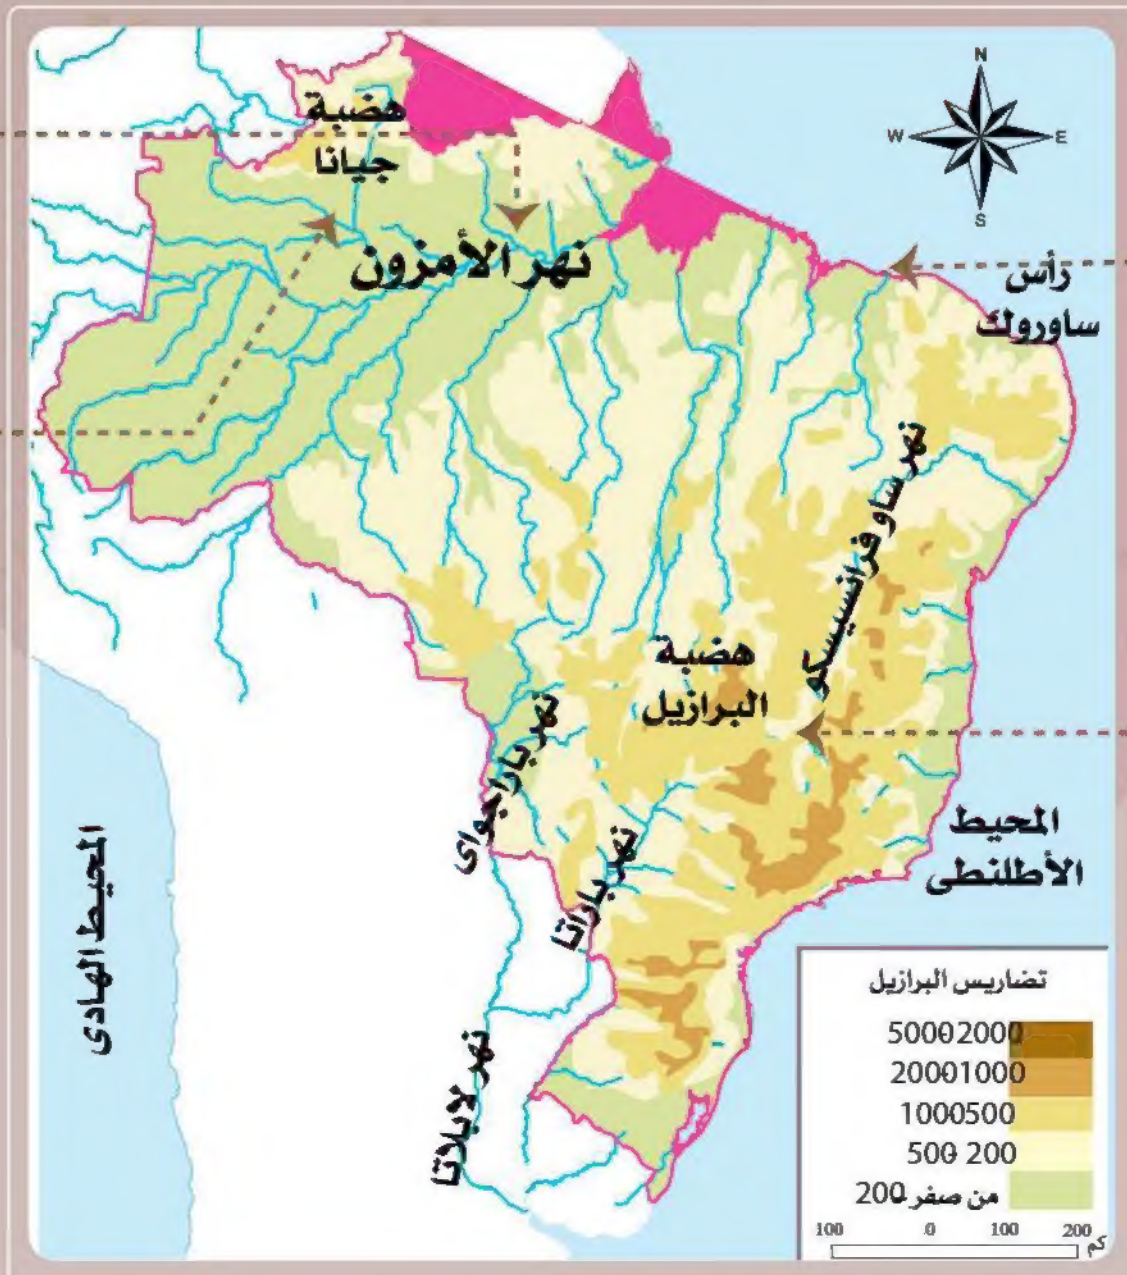 N
W
E
S
هضبة
جيانا
نهر الأمزون
رأس
ساوروك
نهر ساو فرانسيسكو
هضبة
البرازيل
نهر باراجواى
نهر باراتا
المحيط
الأطلنطى
المحيط الهادى
نهر لابلاتا
تضاريس البرازيل
5000-2000
2000-1000
1000-500
500-200
من صفر - 200
100 0 100 200
كم